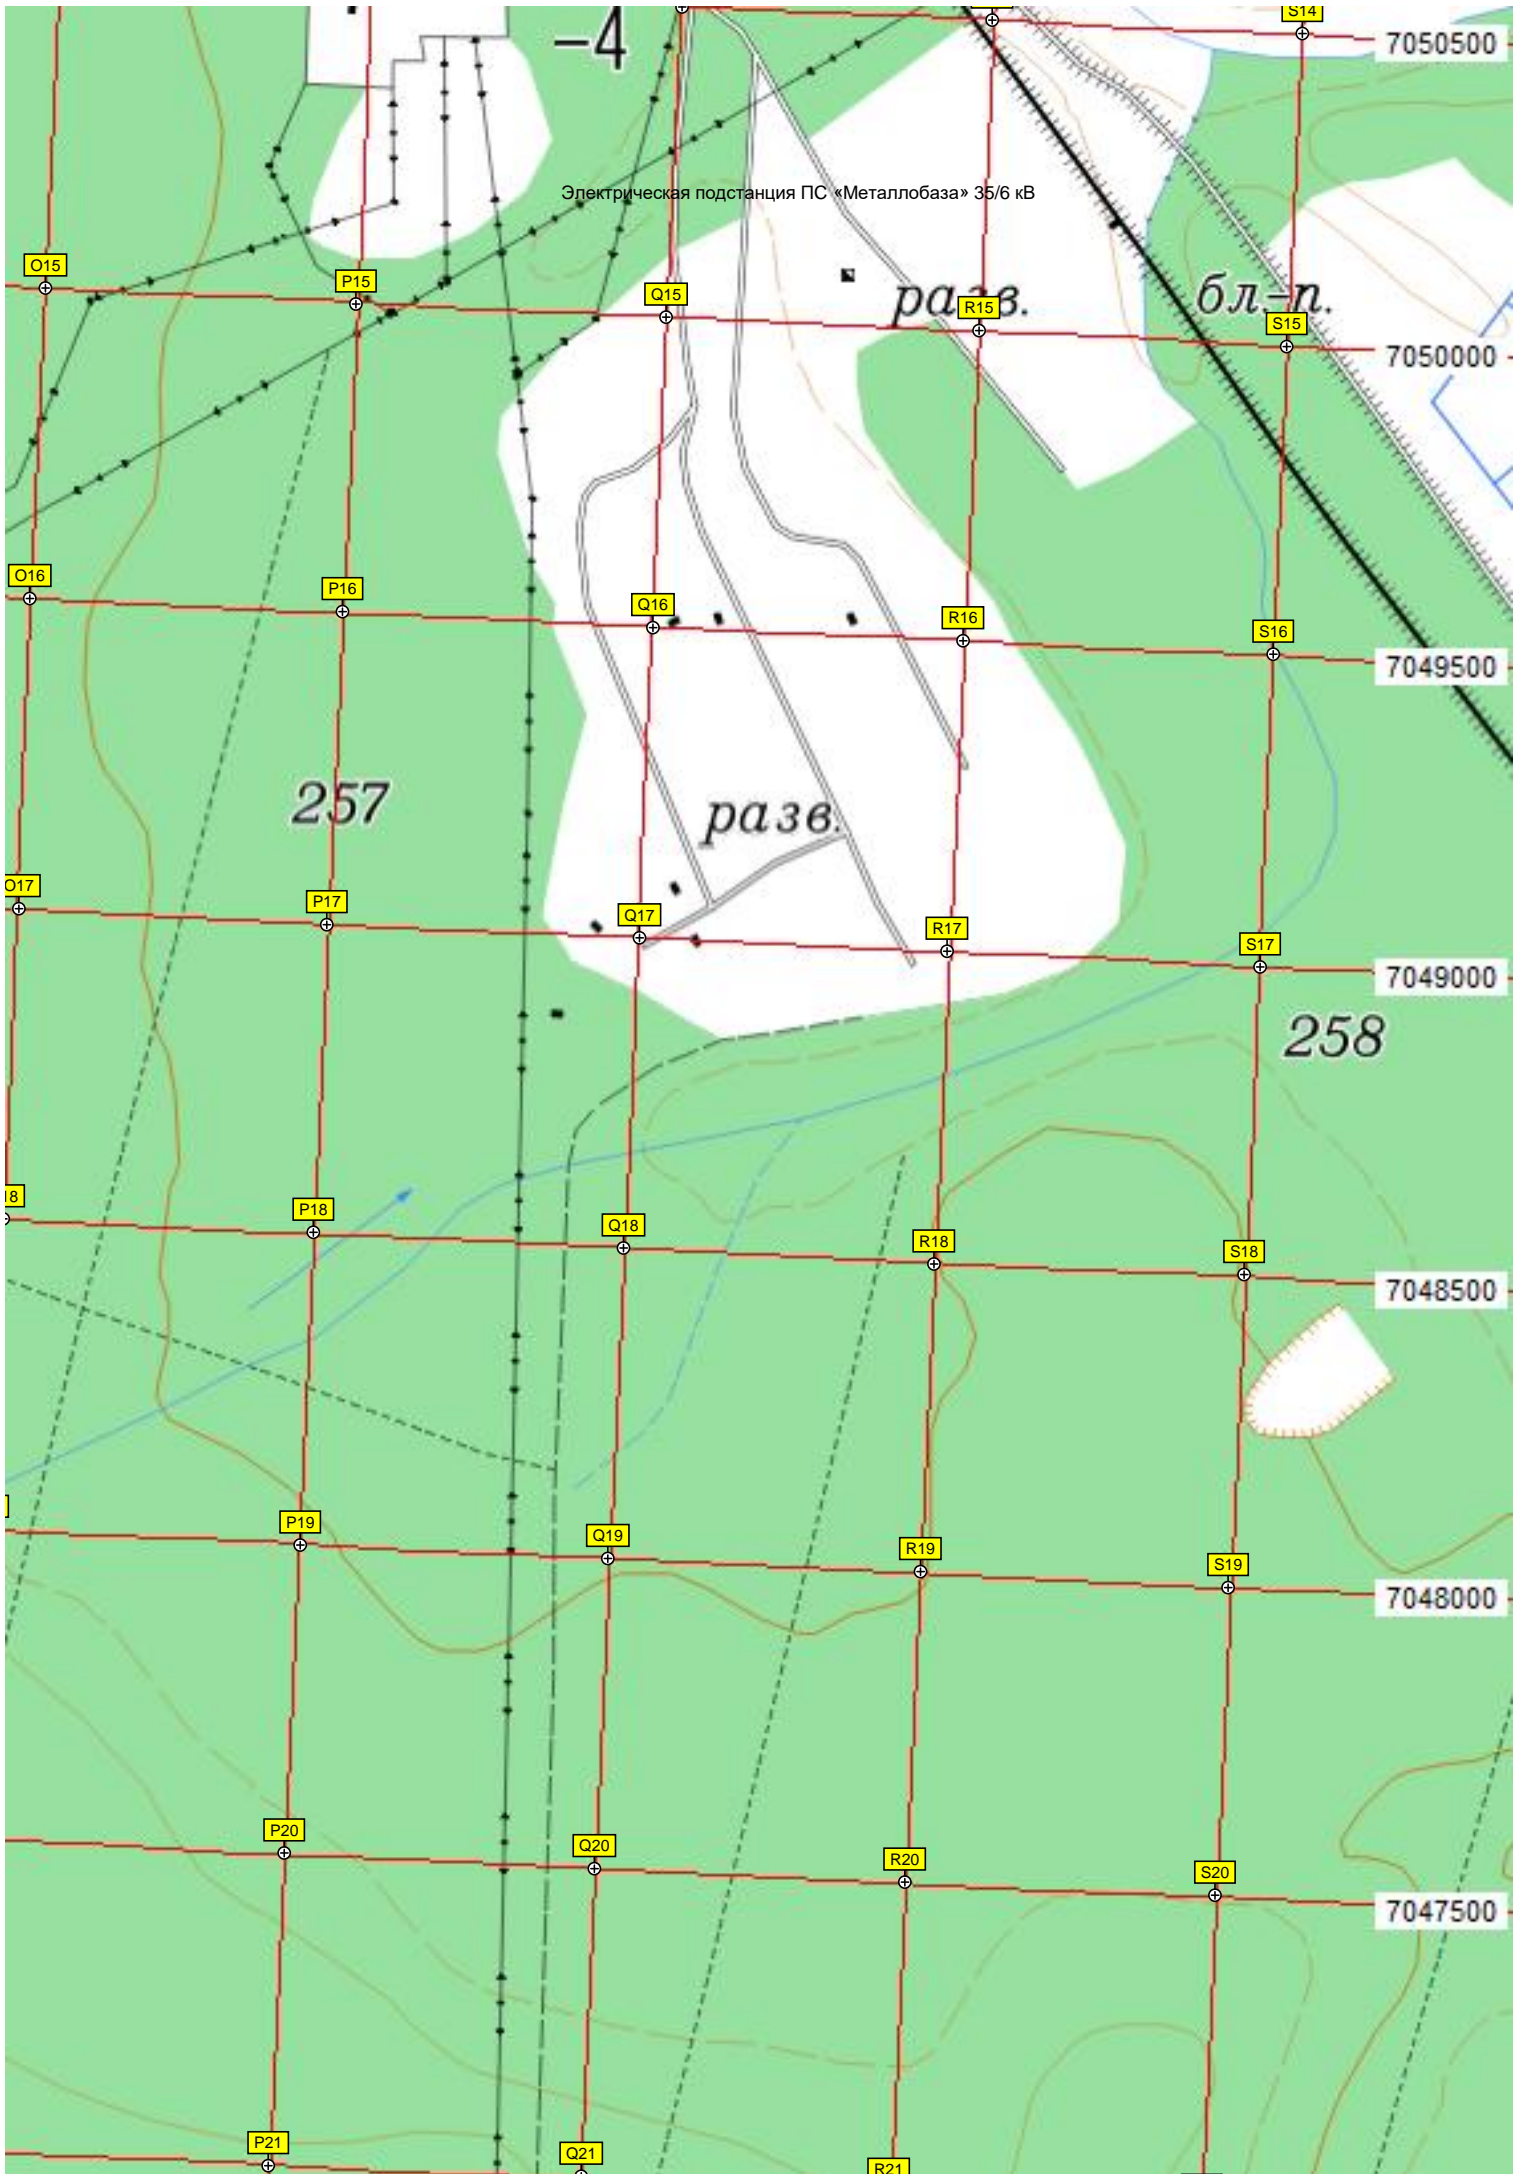 S14
-4
7050500
Электрическая подстанция ПС «Металлобаза» 35/6 кВ
O15
P15
Q15
разв.
R15
бл.-п.
S15
7050000
O16
P16
Q16
R16
S16
7049500
257
разв.
O17
P17
Q17
R17
S17
7049000
258
18
P18
Q18
R18
S18
7048500
P19
Q19
R19
S19
7048000
P20
Q20
R20
S20
7047500
P21
Q21
R21